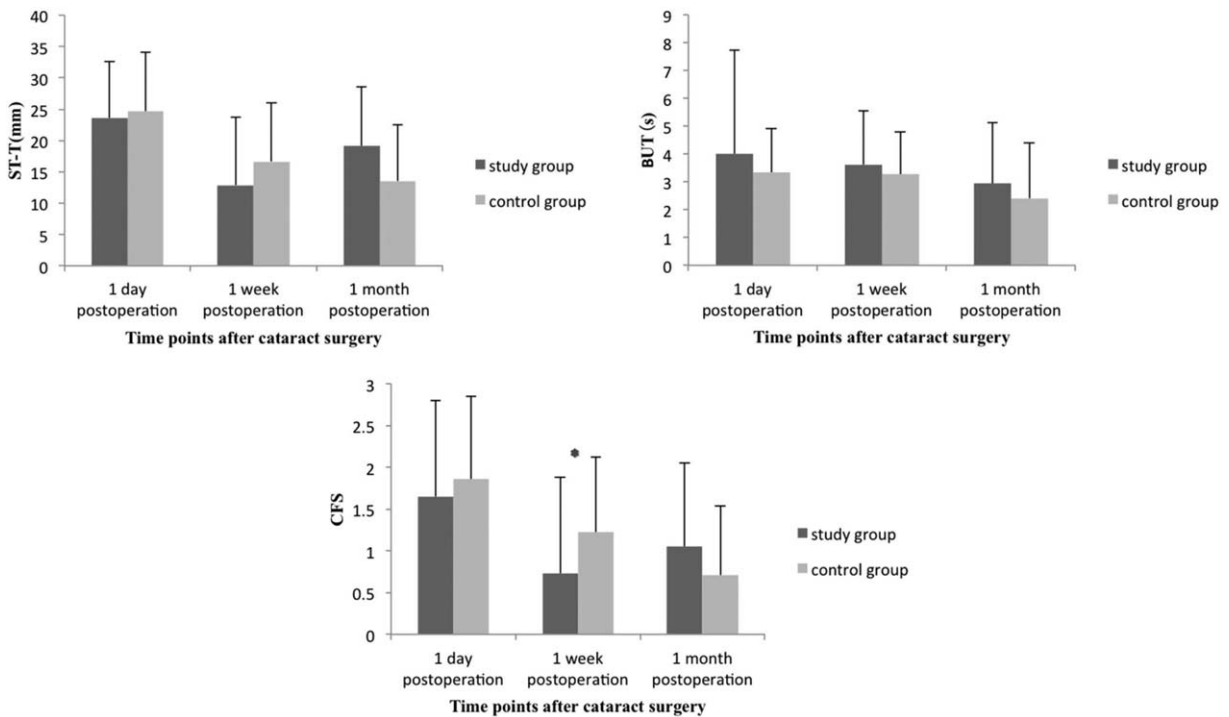 40
35
30
25
20
15
10
5
0
ST-T(mm)
1 day
postoperation
1 week
postoperation
1 month
postoperation
Time points after cataract surgery
study group
control group
9
8
7
6
5
4
3
2
1
0
BUT (s)
1 day
postoperation
1 week
postoperation
1 month
postoperation
Time points after cataract surgery
study group
control group
3
2.5
2
1.5
1
0.5
0
CFS
*
1 day
postoperation
1 week
postoperation
1 month
postoperation
Time points after cataract surgery
study group
control group